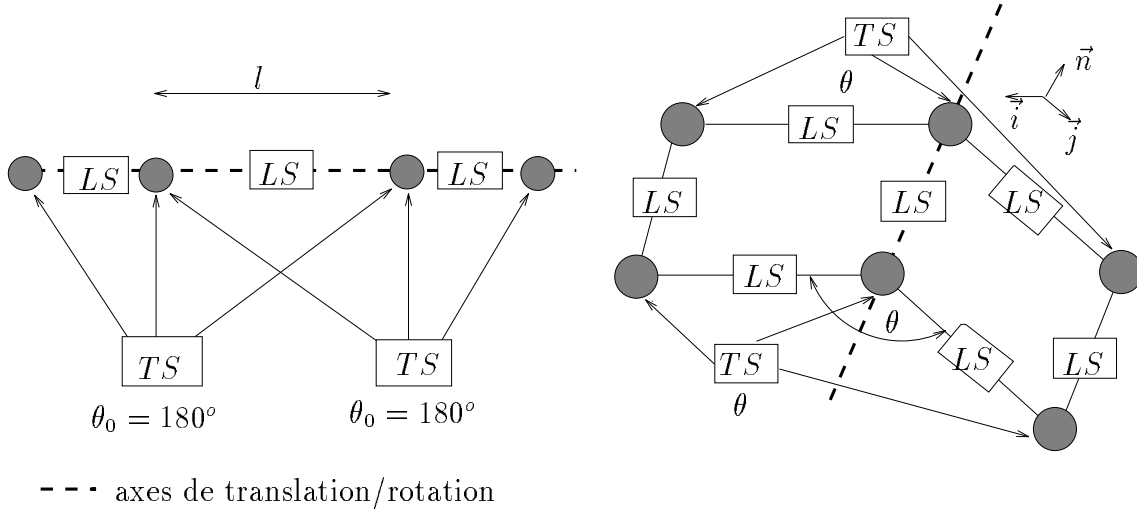 l
LS
LS
LS
TS
TS
θ₀ = 180ᵒ
θ₀ = 180ᵒ
--- axes de translation/rotation
TS
θ
n⃗
i⃗
j⃗
LS
LS
LS
LS
LS
θ
TS
θ
LS
LS